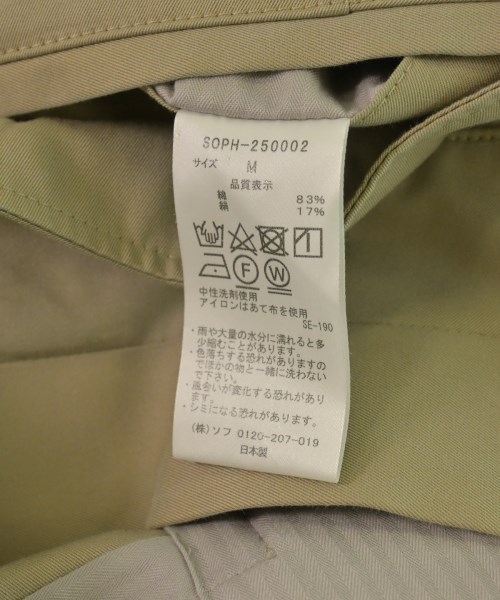 SOPH-250002
サイズ M
品質表示
綿 83%
絹 17%
F W
中性洗剤使用
アイロンはあて布を使用
SE-190
・雨や大量の水分に濡れると多
少縮むことがあります。
・色落ちする恐れがありますの
でほかの物と一緒に洗わない
で下さい。
・風合いが変化する恐れがあり
ます。
・シミになる恐れがあります。
(株)ソフ 0120-207-019
日本製